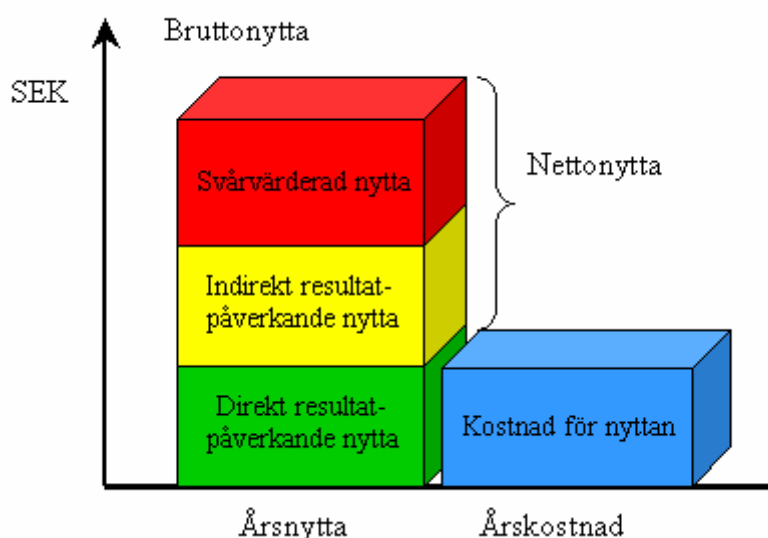 Bruttonytta
SEK
Svårvärderad nytta
Nettonytta
Indirekt resultat-
påverkande nytta
Direkt resultat-
påverkande nytta
Kostnad för nyttan
Årsnytta
Årskostnad